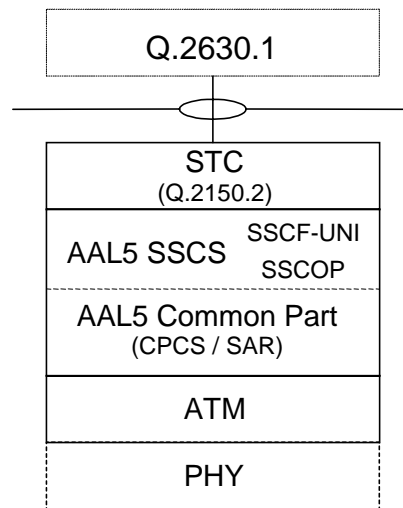 Q.2630.1
STC
(Q.2150.2)
AAL5 SSCS
SSCF-UNI
SSCOP
AAL5 Common Part
(CPCS / SAR)
ATM
PHY